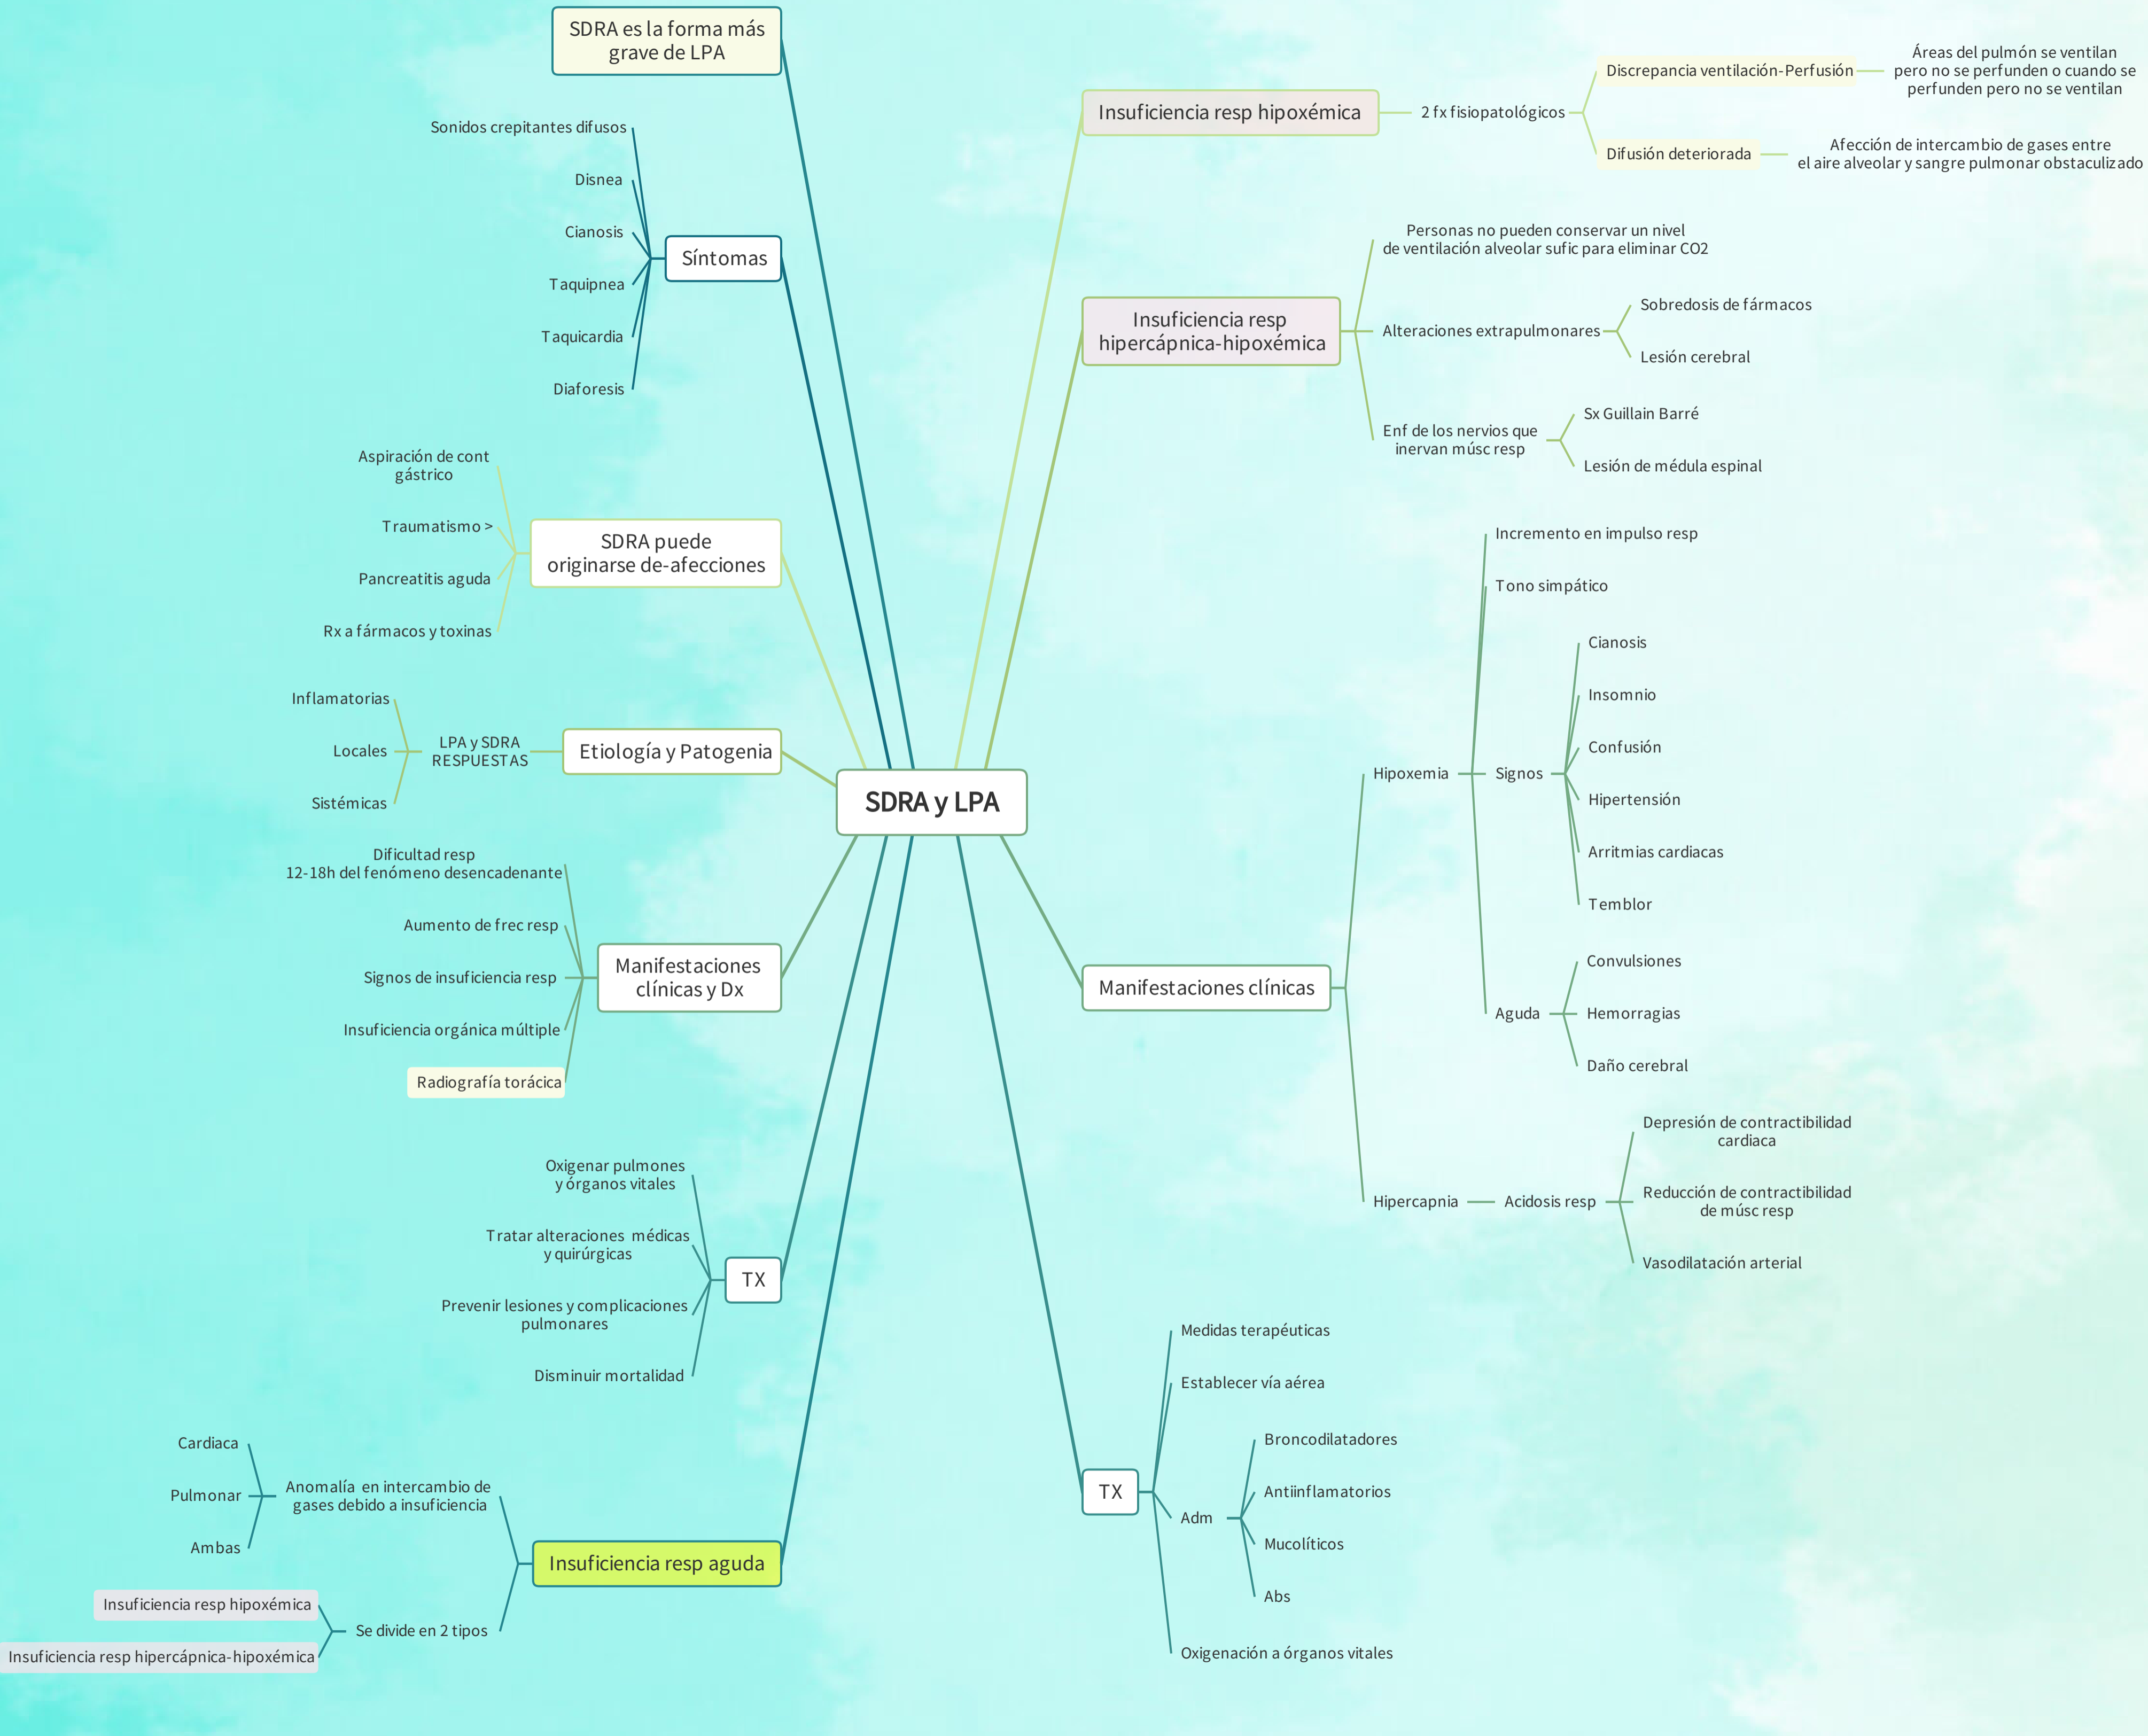 SDRA y LPA
SDRA es la forma más
grave de LPA
Síntomas
Sonidos crepitantes difusos
Disnea
Cianosis
Taquipnea
Taquicardia
Diaforesis
SDRA puede
originarse de-afecciones
Aspiración de cont
gástrico
Traumatismo >
Pancreatitis aguda
Rx a fármacos y toxinas
Etiología y Patogenia
LPA y SDRA
RESPUESTAS
Inflamatorias
Locales
Sistémicas
Manifestaciones
clínicas y Dx
Dificultad resp
12-18h del fenómeno desencadenante
Aumento de frec resp
Signos de insuficiencia resp
Insuficiencia orgánica múltiple
Radiografía torácica
TX
Oxigenar pulmones
y órganos vitales
Tratar alteraciones  médicas
y quirúrgicas
Prevenir lesiones y complicaciones
pulmonares
Disminuir mortalidad
Insuficiencia resp aguda
Anomalía  en intercambio de
gases debido a insuficiencia
Cardiaca
Pulmonar
Ambas
Se divide en 2 tipos
Insuficiencia resp hipoxémica
Insuficiencia resp hipercápnica-hipoxémica
Insuficiencia resp hipoxémica
2 fx fisiopatológicos
Discrepancia ventilación-Perfusión
Áreas del pulmón se ventilan
pero no se perfunden o cuando se
perfunden pero no se ventilan
Difusión deteriorada
Afección de intercambio de gases entre
el aire alveolar y sangre pulmonar obstaculizado
Insuficiencia resp
hipercápnica-hipoxémica
Personas no pueden conservar un nivel
de ventilación alveolar sufic para eliminar CO2
Alteraciones extrapulmonares
Sobredosis de fármacos
Lesión cerebral
Enf de los nervios que
inervan músc resp
Sx Guillain Barré
Lesión de médula espinal
Manifestaciones clínicas
Hipoxemia
Incremento en impulso resp
Tono simpático
Signos
Cianosis
Insomnio
Confusión
Hipertensión
Arritmias cardiacas
Temblor
Aguda
Convulsiones
Hemorragias
Daño cerebral
Hipercapnia
Acidosis resp
Depresión de contractibilidad
cardiaca
Reducción de contractibilidad
de músc resp
Vasodilatación arterial
TX
Medidas terapéuticas
Establecer vía aérea
Adm
Broncodilatadores
Antiinflamatorios
Mucolíticos
Abs
Oxigenación a órganos vitales